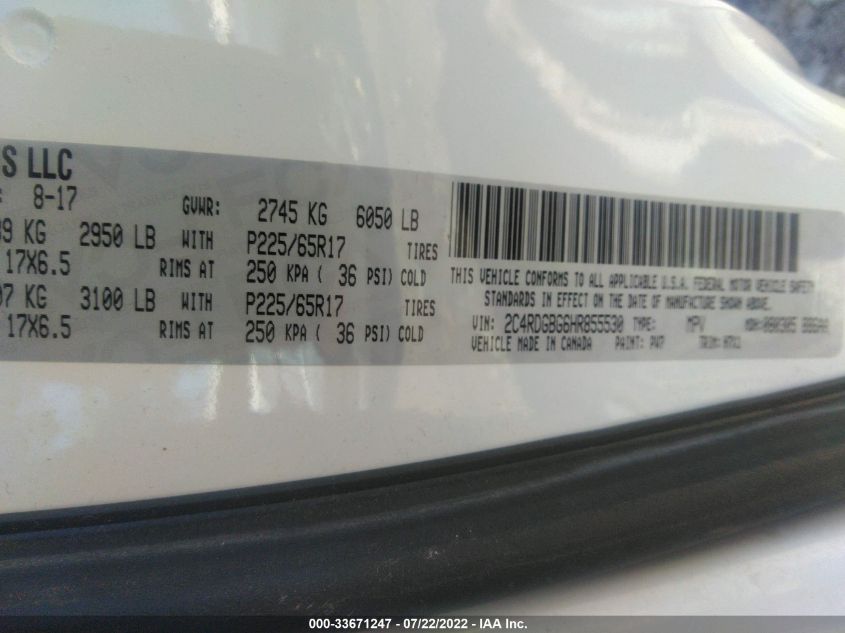 S LLC
8-17 GVWR: 2745 KG 6050 LB
39 KG 2950 LB WITH P225/65R17 TIRES
17X6.5 RIMS AT 250 KPA ( 36 PSI) COLD
07 KG 3100 LB WITH P225/65R17 TIRES
17X6.5 RIMS AT 250 KPA ( 36 PSI) COLD
THIS VEHICLE CONFORMS TO ALL APPLICABLE U.S.A. FEDERAL MOTOR VEHICLE SAFETY
STANDARDS IN EFFECT ON THE DATE OF MANUFACTURE SHOWN ABOVE.
VIN: 2C4RDGBG6HR855530 TYPE: MPV MDH:
VEHICLE MADE IN CANADA PAINT: PW7 TRIM:
000-33671247 - 07/22/2022 - IAA Inc.